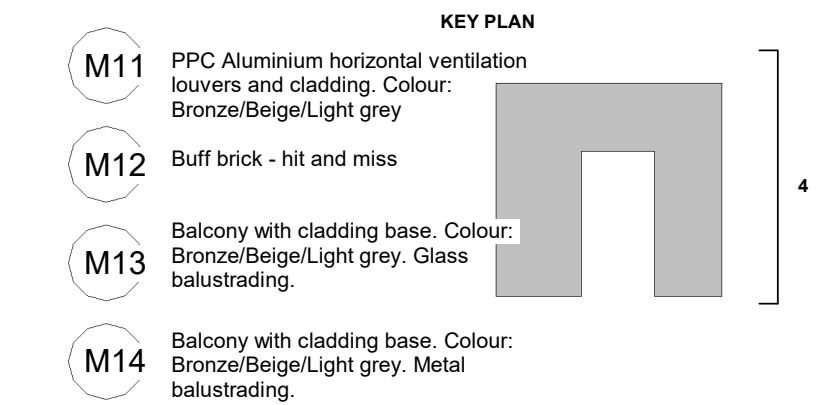 KEY PLAN
M11
PPC Aluminium horizontal ventilation
louvers and cladding. Colour:
Bronze/Beige/Light grey
M12
Buff brick - hit and miss
M13
Balcony with cladding base. Colour:
Bronze/Beige/Light grey. Glass
balustrading.
M14
Balcony with cladding base. Colour:
Bronze/Beige/Light grey. Metal
balustrading.
4